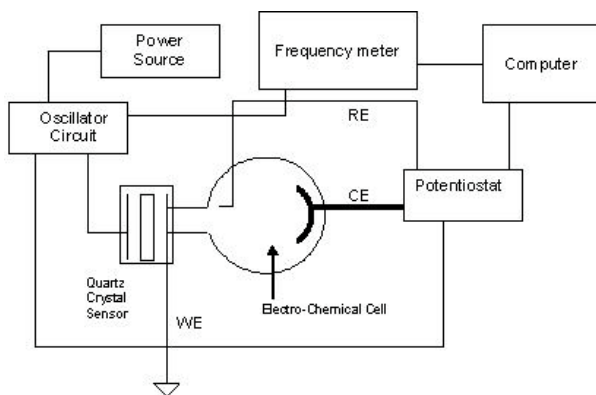 Power
Source
Frequency meter
Computer
Oscillator
Circuit
RE
Potentiostat
CE
Quartz
Crystal
Sensor
WE
Electro-Chemical Cell